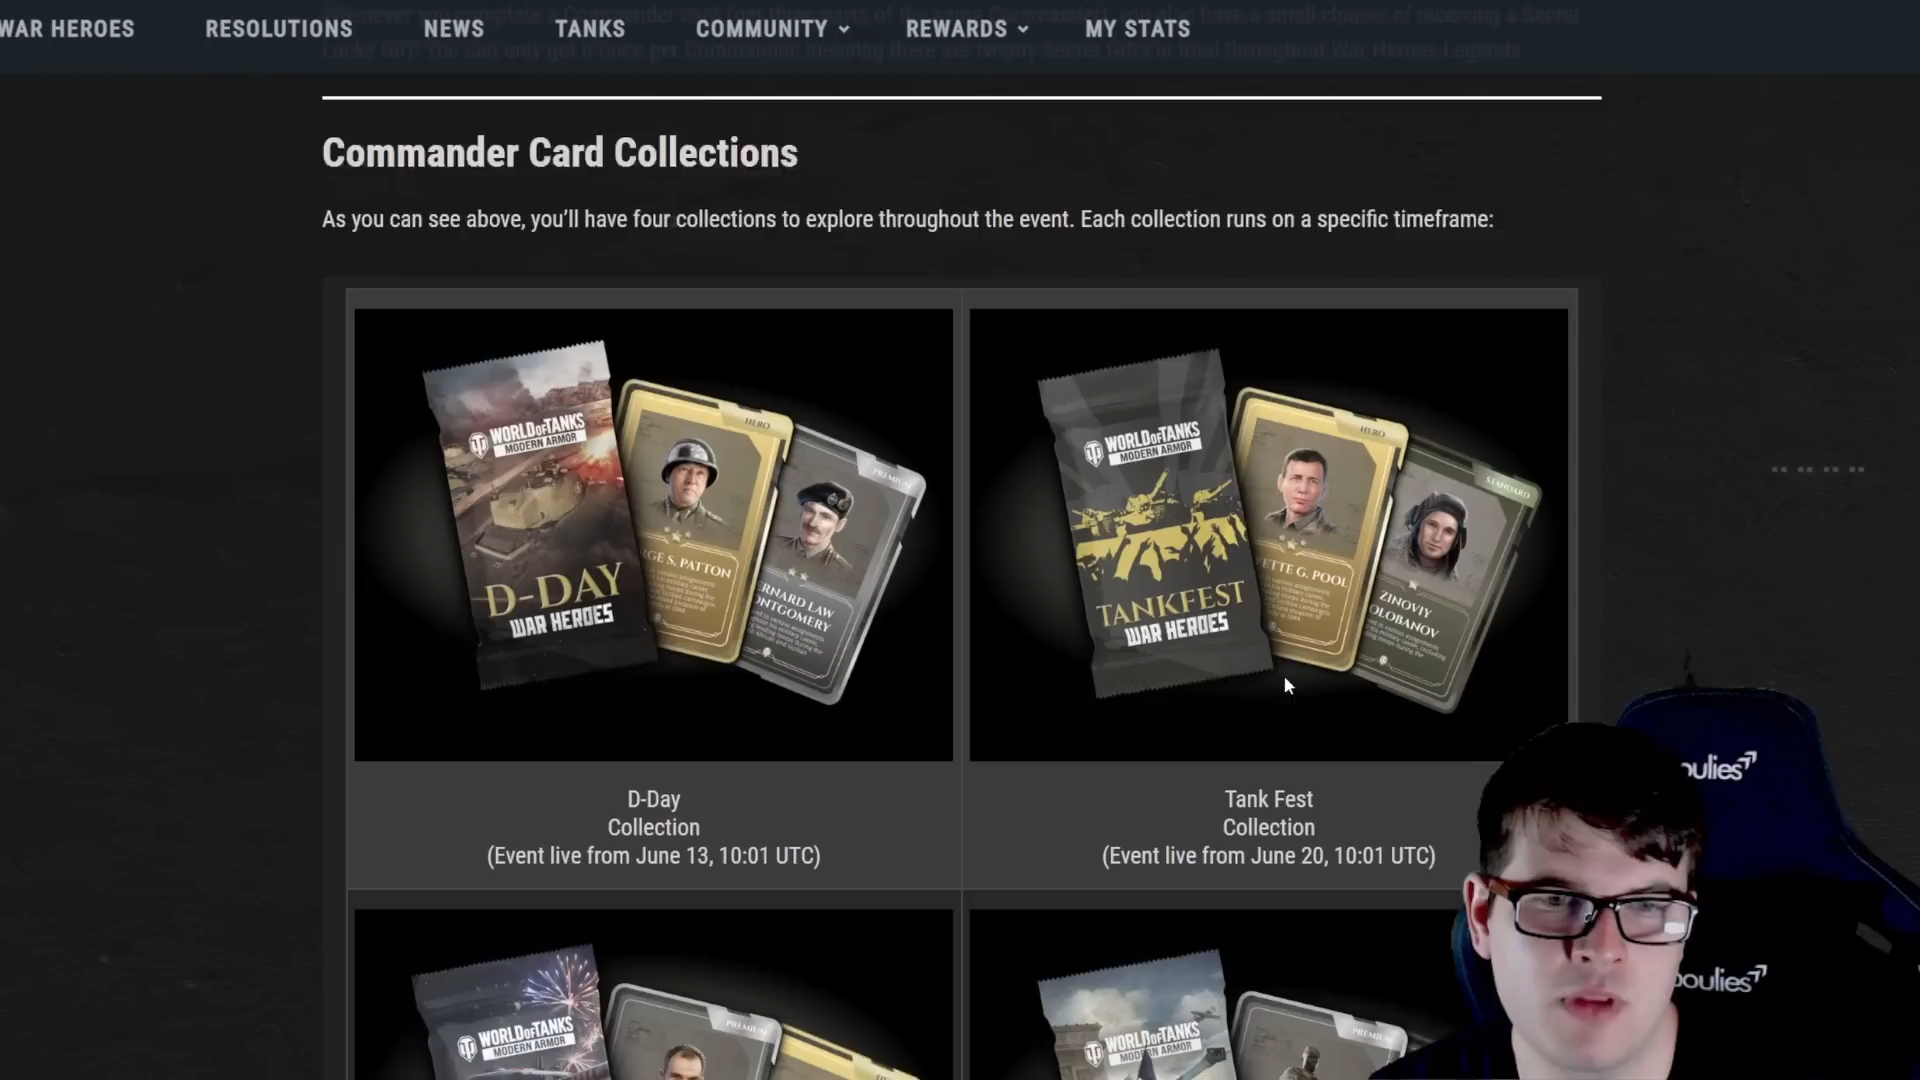 WAR HEROES
RESOLUTIONS
NEWS
TANKS
COMMUNITY
REWARDS
MY STATS
Commander Card Collections
As you can see above, you'll have four collections to explore throughout the event. Each collection runs on a specific timeframe:
WORLD OF TANKS
MODERN ARMOR
D-DAY
WAR HEROES
HERO
RGE S. PATTON
PREMIUM
ERNARD LAW
ONTGOMERY
WORLD OF TANKS
MODERN ARMOR
TANKFEST
WAR HEROES
HERO
ETTE G. POOL
STANDARD
ZINOVIY
OLOBANOV
D-Day
Collection
(Event live from June 13, 10:01 UTC)
Tank Fest
Collection
(Event live from June 20, 10:01 UTC)
WORLD OF TANKS
MODERN ARMOR
PREMIUM
HERO
WORLD OF TANKS
MODERN ARMOR
PREMIUM
oulies
oulies